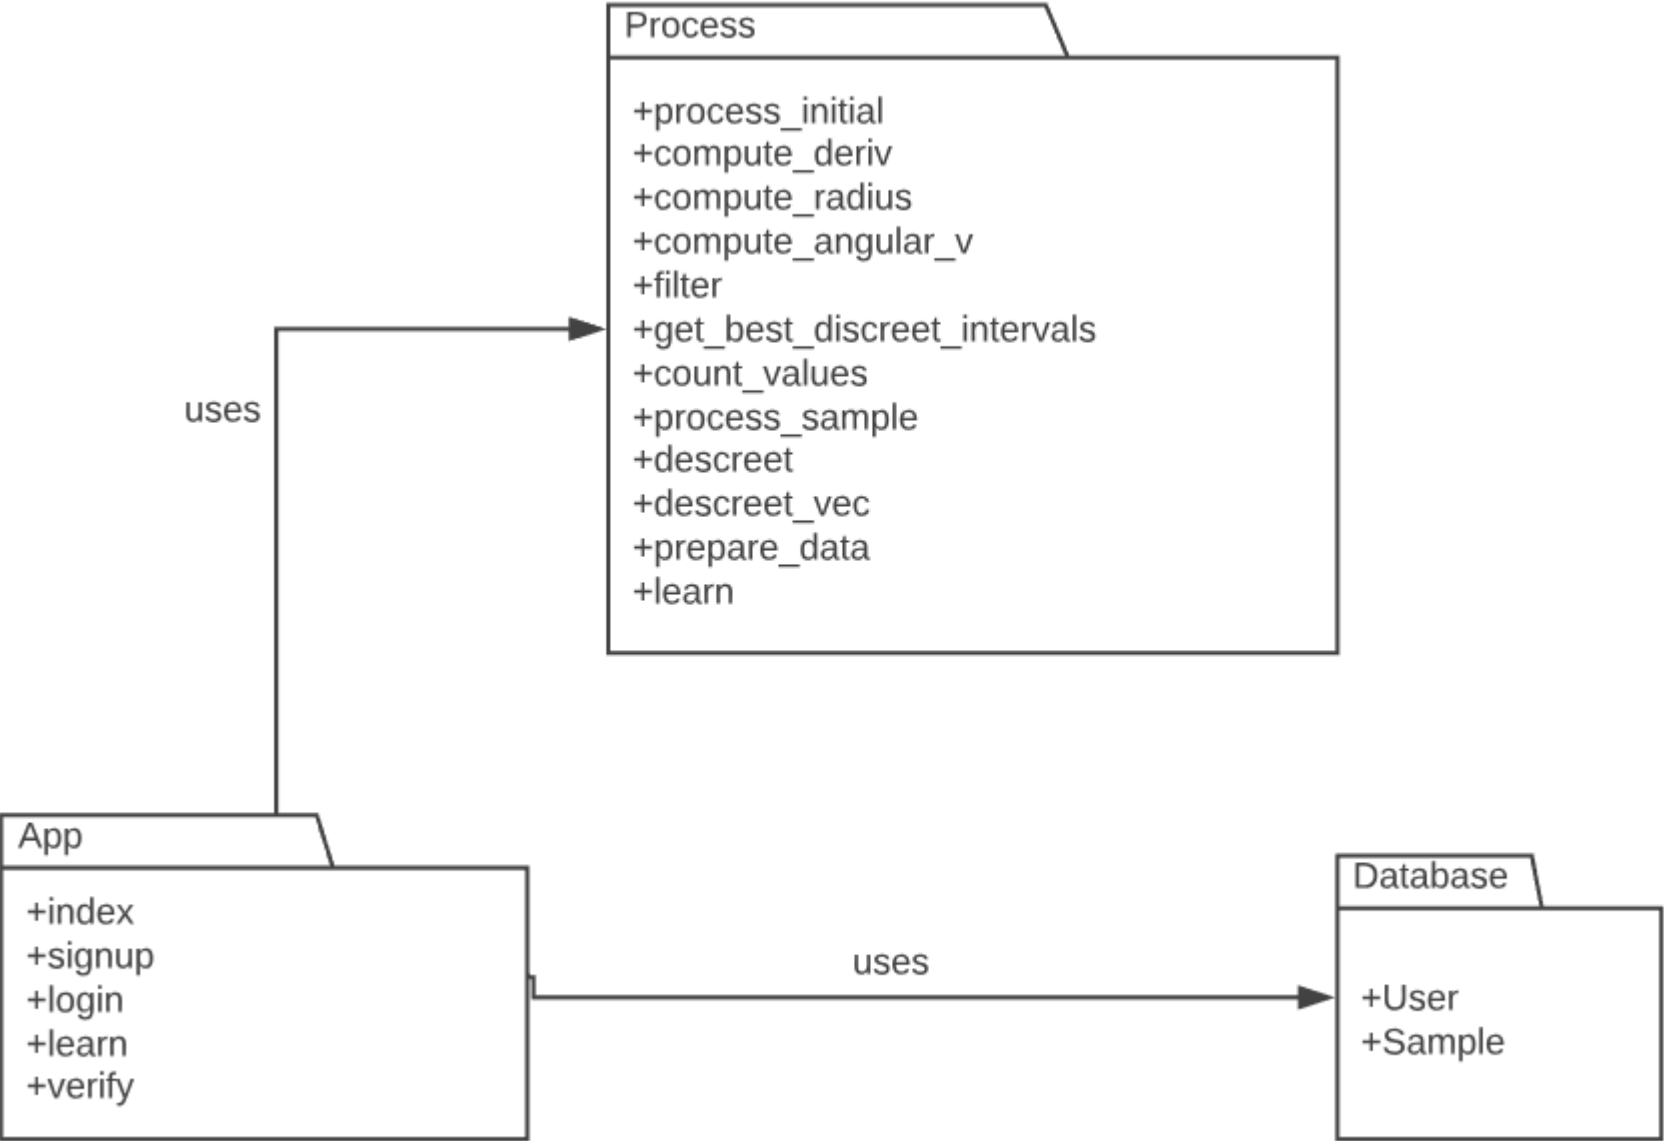 Process
+process_initial
+compute_deriv
+compute_radius
+compute_angular_v
+filter
+get_best_discreet_intervals
+count_values
+process_sample
+descreet
+descreet_vec
+prepare_data
+learn
uses
App
+index
+signup
+login
+learn
+verify
uses
Database
+User
+Sample